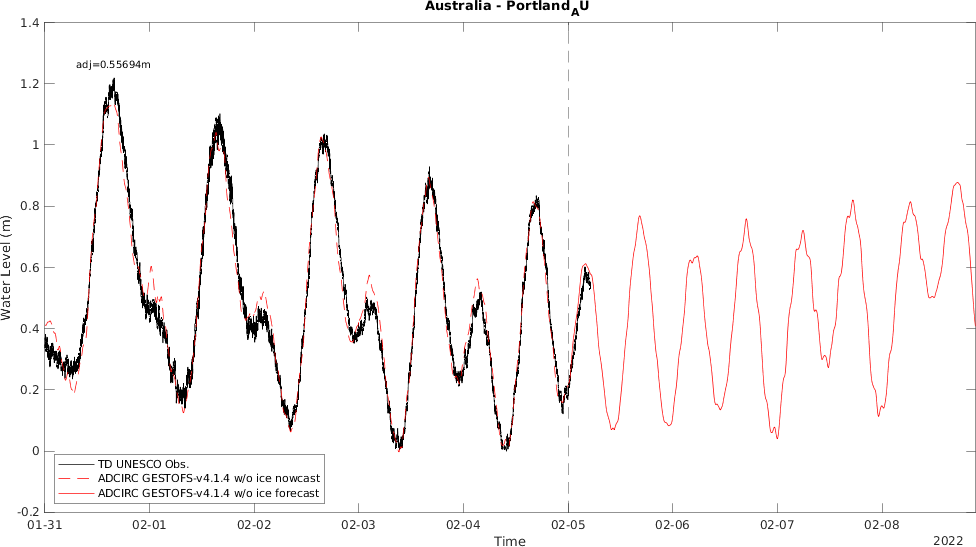 Australia - Portland_AU
adj=0.55694m
1.4
1.2
1
0.8
0.6
0.4
0.2
0
-0.2
Water Level (m)
TD UNESCO Obs.
ADCIRC GESTOFS-v4.1.4 w/o ice nowcast
ADCIRC GESTOFS-v4.1.4 w/o ice forecast
01-31
02-01
02-02
02-03
02-04
02-05
02-06
02-07
02-08
Time
2022